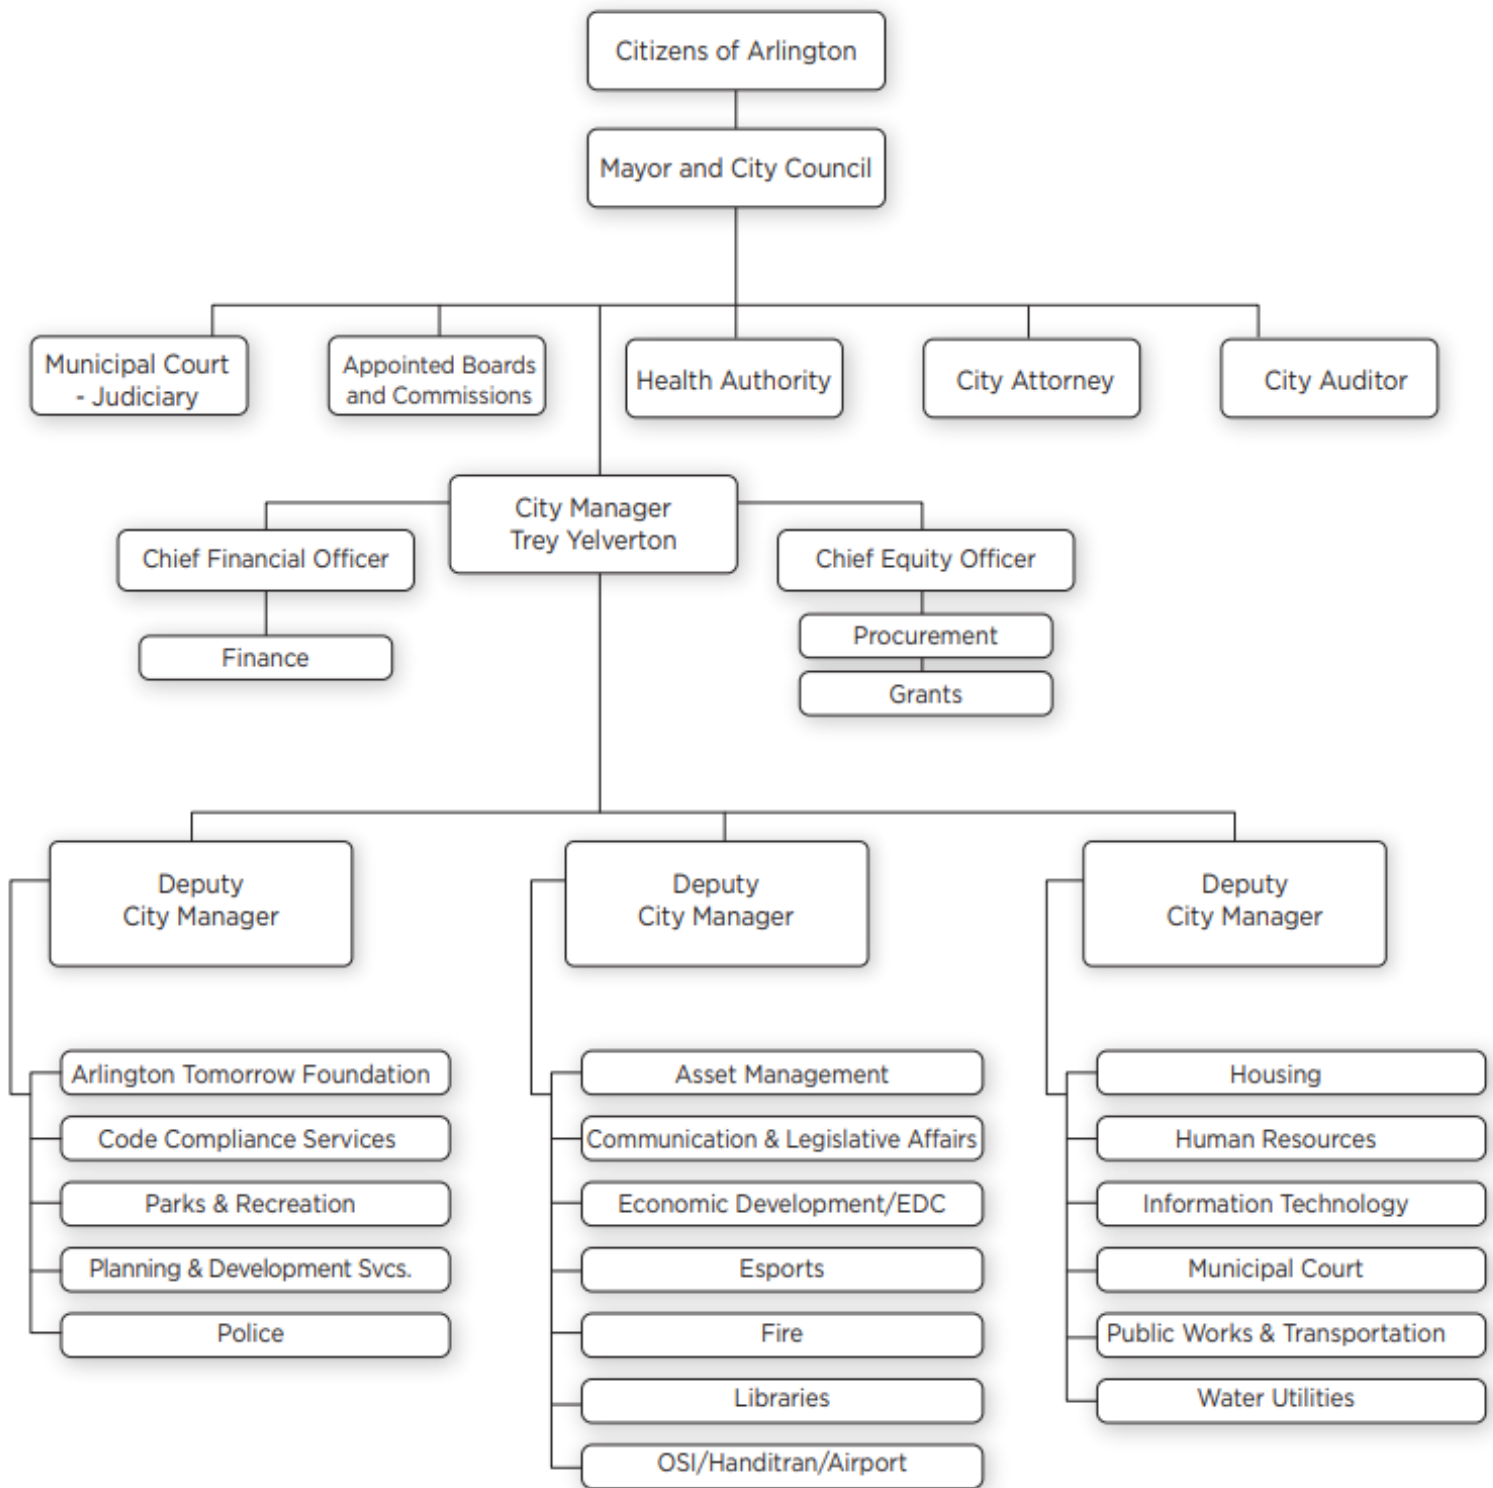 Citizens of Arlington
Mayor and City Council
Municipal Court
- Judiciary
Appointed Boards
and Commissions
Health Authority
City Attorney
City Auditor
City Manager
Trey Yelverton
Chief Financial Officer
Finance
Chief Equity Officer
Procurement
Grants
Deputy
City Manager
Arlington Tomorrow Foundation
Code Compliance Services
Parks & Recreation
Planning & Development Svcs.
Police
Deputy
City Manager
Asset Management
Communication & Legislative Affairs
Economic Development/EDC
Esports
Fire
Libraries
OSI/Handitran/Airport
Deputy
City Manager
Housing
Human Resources
Information Technology
Municipal Court
Public Works & Transportation
Water Utilities